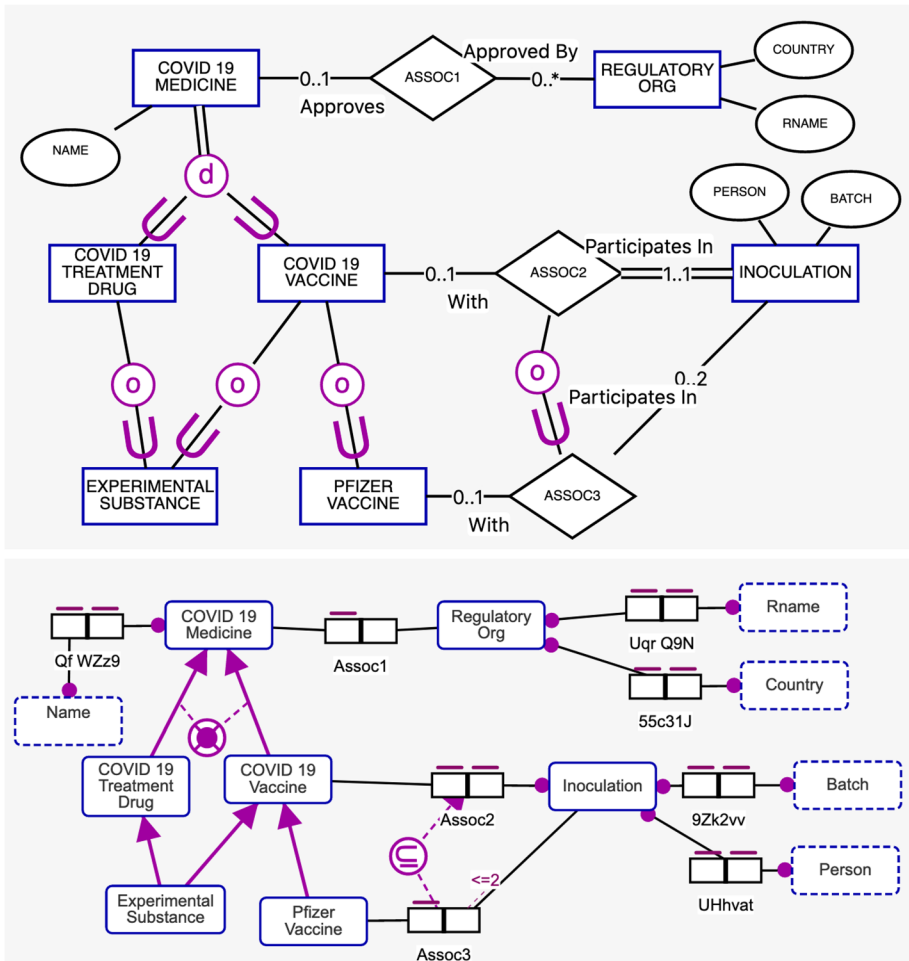 COVID 19
MEDICINE
0..1
Approves
ASSOC1
Approved By
0..*
REGULATORY
ORG
COUNTRY
RNAME
NAME
d
PERSON
BATCH
COVID 19
TREATMENT
DRUG
COVID 19
VACCINE
0..1
With
ASSOC2
Participates In
1..1
INOCULATION
o
o
o
o
0..2
Participates In
EXPERIMENTAL
SUBSTANCE
PFIZER
VACCINE
0..1
With
ASSOC3
Qf WZz9
COVID 19
Medicine
Assoc1
Regulatory
Org
Uqr Q9N
Rname
Name
55c31J
Country
COVID 19
Treatment
Drug
COVID 19
Vaccine
Assoc2
Inoculation
9Zk2vv
Batch
⊆
<=2
UHhvat
Person
Experimental
Substance
Pfizer
Vaccine
Assoc3